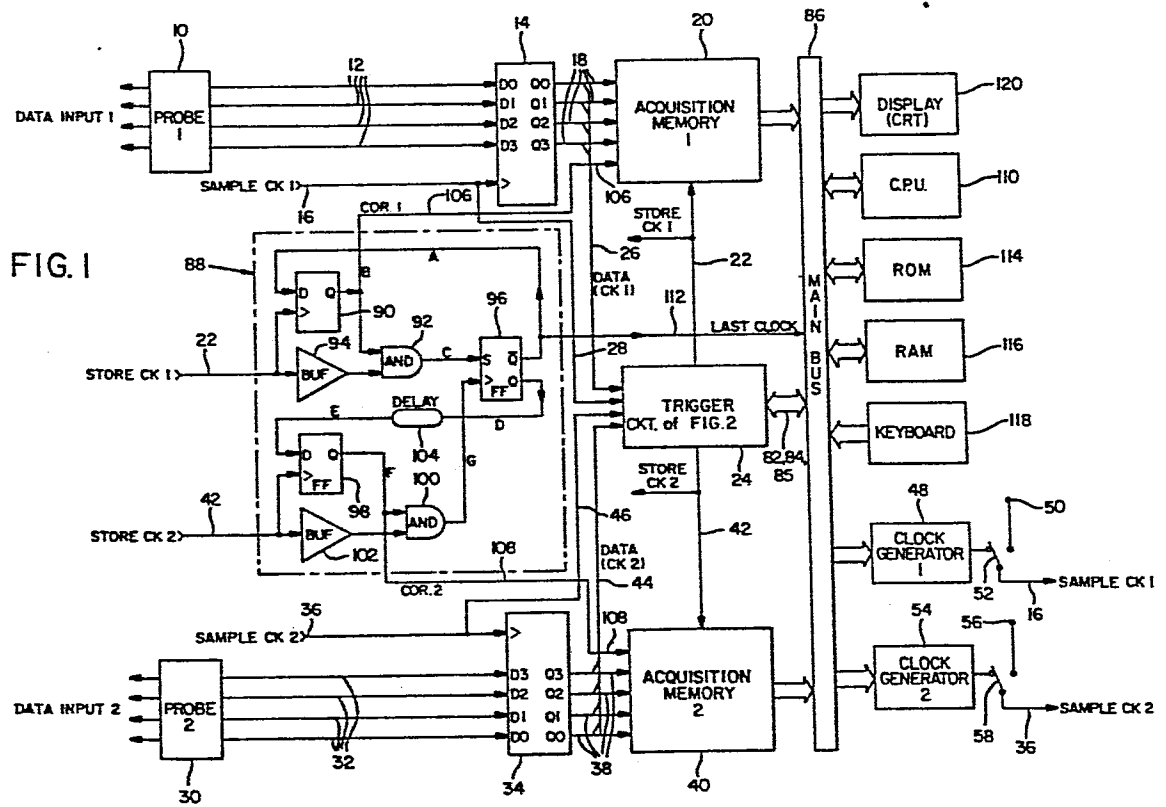 FIG.1
10
PROBE 1
DATA INPUT 1
12
14
D0 Q0
D1 Q1
D2 Q2
D3 Q3
>
SAMPLE CK 1
16
18
106
COR. 1
20
ACQUISITION MEMORY 1
106
STORE CK 1
22
26
DATA (CK 1)
28
86
MAIN BUS
DISPLAY (CRT)
120
C.P.U.
110
ROM
114
RAM
116
KEYBOARD
118
88
A
B
D Q
>
90
92
AND
C
94
BUF
22
STORE CK 1
96
S Q̅
> Q
FF
112
LAST CLOCK
D
DELAY
104
E
D Q
>
FF
98
F
G
100
AND
42
STORE CK 2
BUF
102
108
COR. 2
TRIGGER CKT. of FIG. 2
24
82, 84, 85
STORE CK 2
42
46
DATA (CK 2)
44
48
CLOCK GENERATOR 1
50
52
16
SAMPLE CK 1
54
CLOCK GENERATOR 2
56
58
36
SAMPLE CK 2
36
SAMPLE CK 2
34
>
D3 Q3
D2 Q2
D1 Q1
D0 Q0
108
38
ACQUISITION MEMORY 2
40
DATA INPUT 2
PROBE 2
30
32